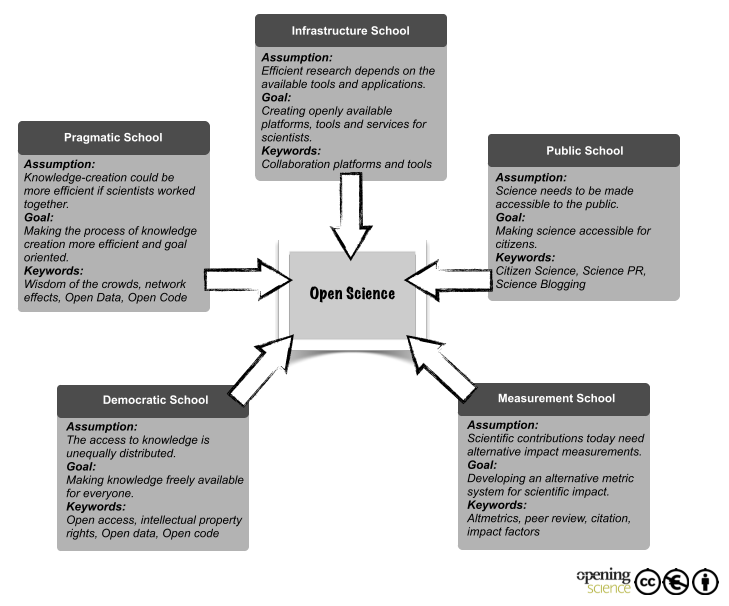 Infrastructure School
Assumption:
Efficient research depends on the
available tools and applications.
Goal:
Creating openly available
platforms, tools and services for
scientists.
Keywords:
Collaboration platforms and tools
Pragmatic School
Assumption:
Knowledge-creation could be
more efficient if scientists worked
together.
Goal:
Making the process of knowledge
creation more efficient and goal
oriented.
Keywords:
Wisdom of the crowds, network
effects, Open Data, Open Code
Public School
Assumption:
Science needs to be made
accessible to the public.
Goal:
Making science accessible for
citizens.
Keywords:
Citizen Science, Science PR,
Science Blogging
Open Science
Democratic School
Assumption:
The access to knowledge is
unequally distributed.
Goal:
Making knowledge freely available
for everyone.
Keywords:
Open access, intellectual property
rights, Open data, Open code
Measurement School
Assumption:
Scientific contributions today need
alternative impact measurements.
Goal:
Developing an alternative metric
system for scientific impact.
Keywords:
Altmetrics, peer review, citation,
impact factors
opening
science
cc